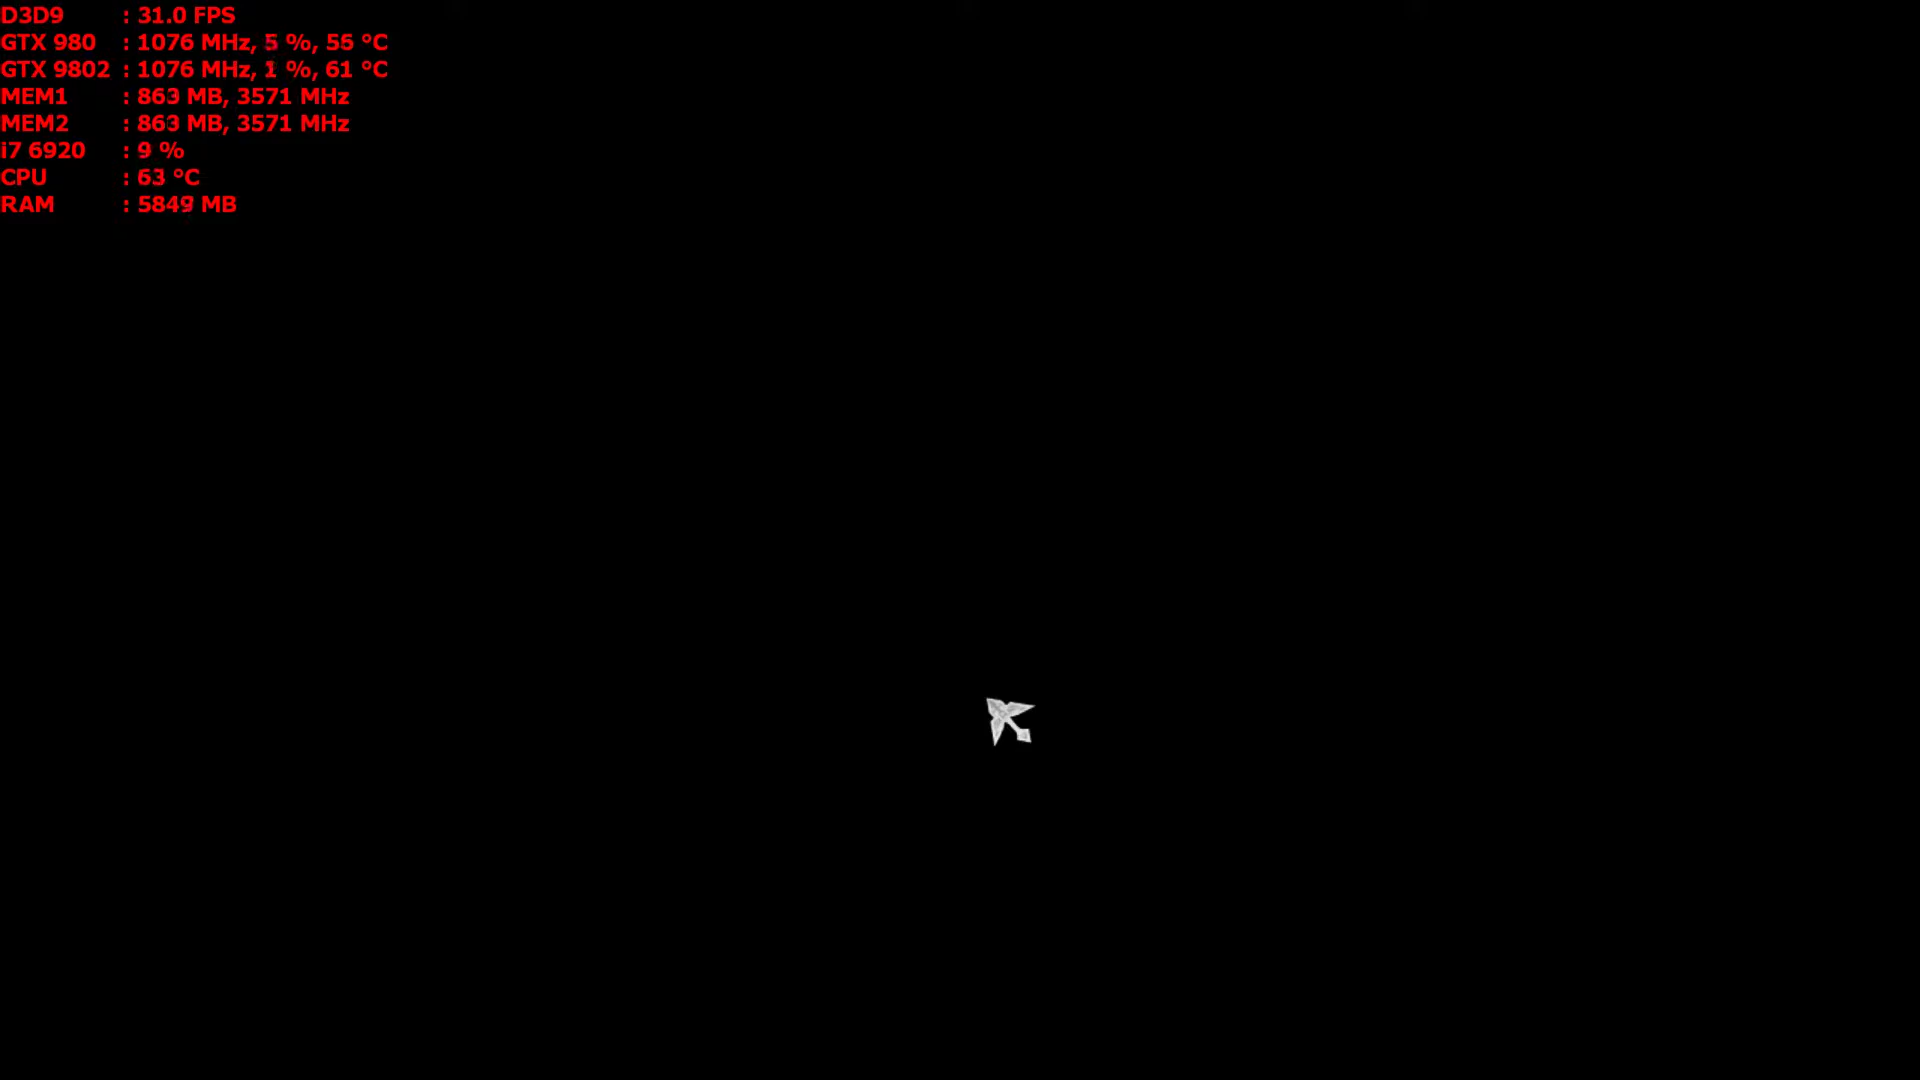 D3D9 : 31.0 FPS
GTX 980 : 1076 MHz, 5 %, 56 °C
GTX 9802 : 1076 MHz, 1 %, 61 °C
MEM1 : 863 MB, 3571 MHz
MEM2 : 863 MB, 3571 MHz
i7 6920 : 9 %
CPU : 63 °C
RAM : 5849 MB